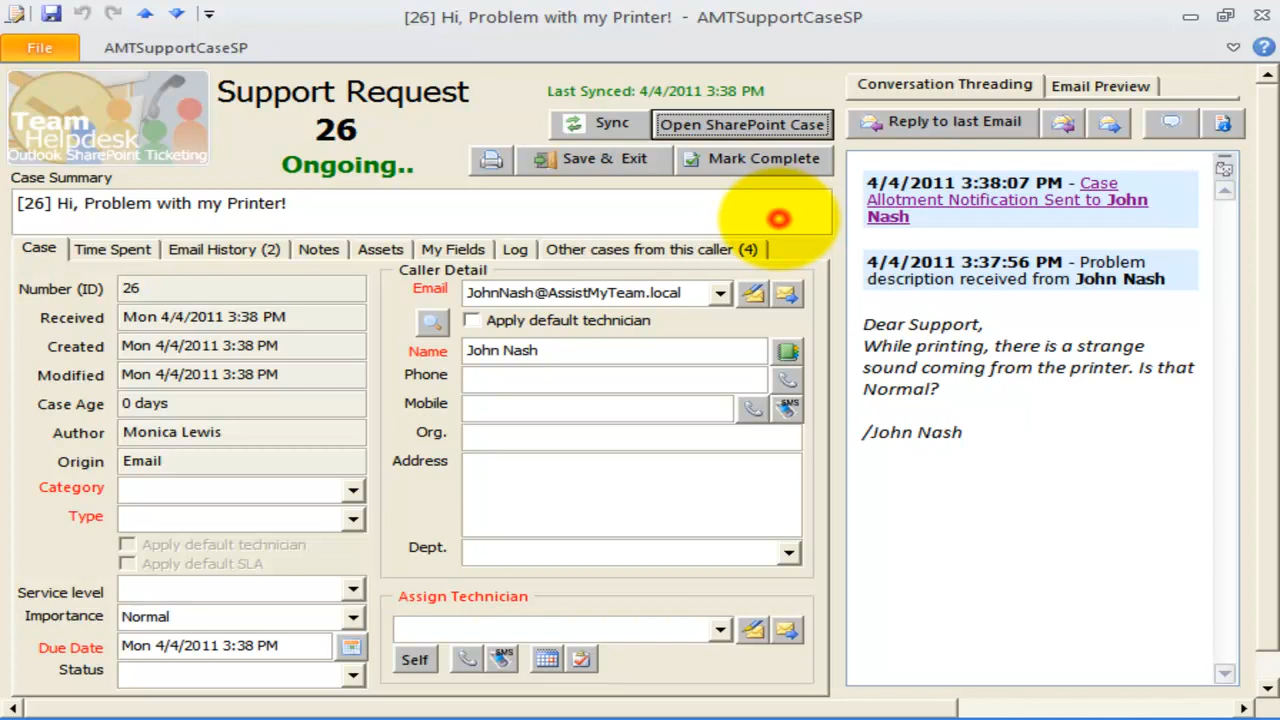 [26] Hi, Problem with my Printer! - AMTSupportCaseSP
File
AMTSupportCaseSP
Team
Helpdesk
Outlook SharePoint Ticketing
Support Request
26
Ongoing..
Last Synced: 4/4/2011 3:38 PM
Sync
Open SharePoint Case
Save & Exit
Mark Complete
Case Summary
[26] Hi, Problem with my Printer!
Case
Time Spent
Email History (2)
Notes
Assets
My Fields
Log
Other cases from this caller (4)
Number (ID) 26
Received Mon 4/4/2011 3:38 PM
Created Mon 4/4/2011 3:38 PM
Modified Mon 4/4/2011 3:38 PM
Case Age 0 days
Author Monica Lewis
Origin Email
Category
Type
Apply default technician
Apply default SLA
Service level
Importance Normal
Due Date Mon 4/4/2011 3:38 PM
Status
Caller Detail
Email JohnNash@AssistMyTeam.local
Apply default technician
Name John Nash
Phone
Mobile
SMS
Org.
Address
Dept.
Assign Technician
Self
SMS
Conversation Threading
Email Preview
Reply to last Email
4/4/2011 3:38:07 PM - Case
Allotment Notification Sent to John
Nash
4/4/2011 3:37:56 PM - Problem
description received from John Nash
Dear Support,
While printing, there is a strange
sound coming from the printer. Is that
Normal?
/John Nash